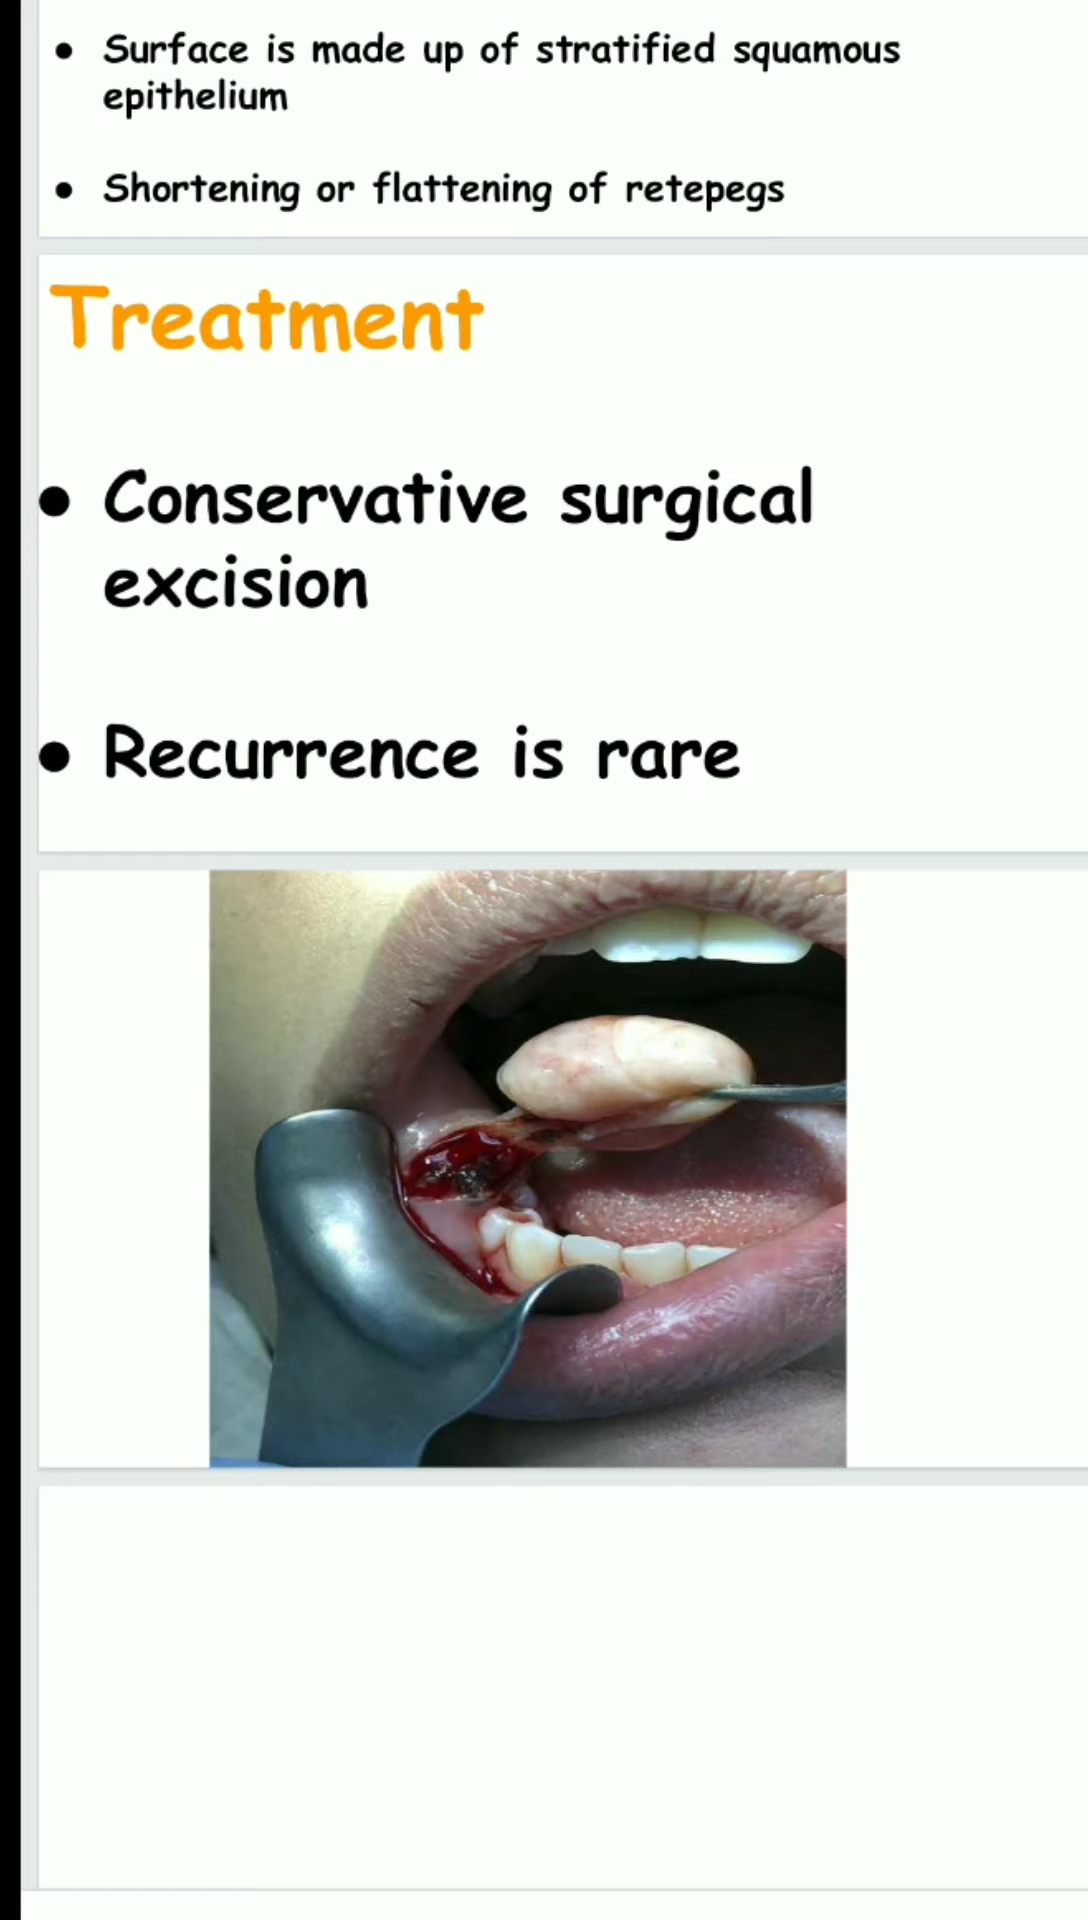 ● Surface is made up of stratified squamous
epithelium
● Shortening or flattening of retepegs
Treatment
● Conservative surgical
excision
● Recurrence is rare